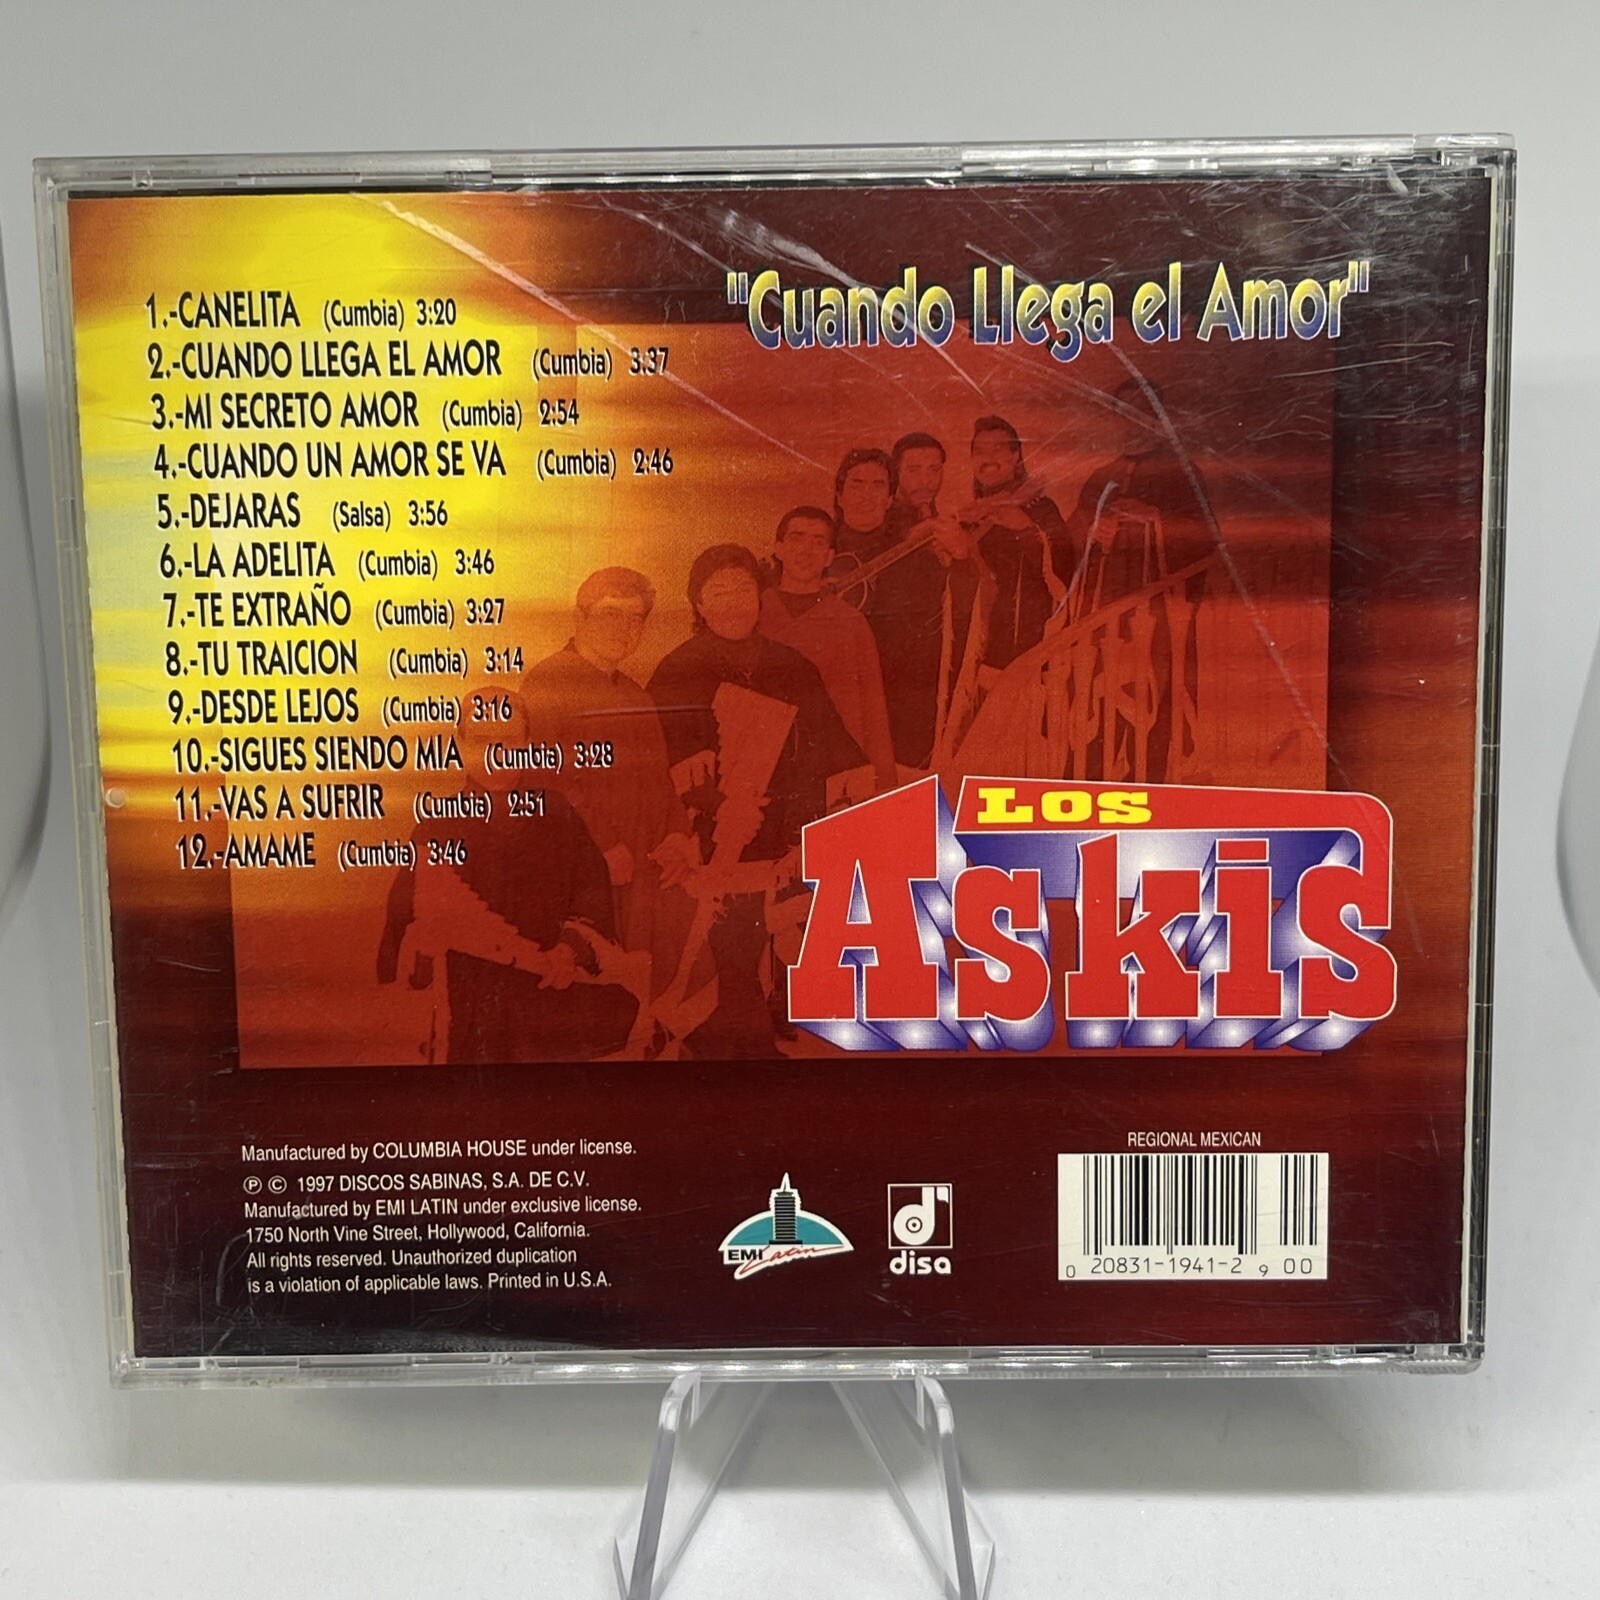 "Cuando Llega el Amor"
1.-CANELITA (Cumbia) 3:20
2.-CUANDO LLEGA EL AMOR (Cumbia) 3:37
3.-MI SECRETO AMOR (Cumbia) 2:54
4.-CUANDO UN AMOR SE VA (Cumbia) 2:46
5.-DEJARAS (Salsa) 3:56
6.-LA ADELITA (Cumbia) 3:46
7.-TE EXTRAÑO (Cumbia) 3:27
8.-TU TRAICION (Cumbia) 3:14
9.-DESDE LEJOS (Cumbia) 3:16
10.-SIGUES SIENDO MIA (Cumbia) 3:28
11.-VAS A SUFRIR (Cumbia) 2:51
12.-AMAME (Cumbia) 3:46
LOS
Askis
Manufactured by COLUMBIA HOUSE under license.
℗ © 1997 DISCOS SABINAS, S.A. DE C.V.
Manufactured by EMI LATIN under exclusive license.
1750 North Vine Street, Hollywood, California.
All rights reserved. Unauthorized duplication
is a violation of applicable laws. Printed in U.S.A.
EMI Latin
d
disa
REGIONAL MEXICAN
0 20831-1941-2 9 00